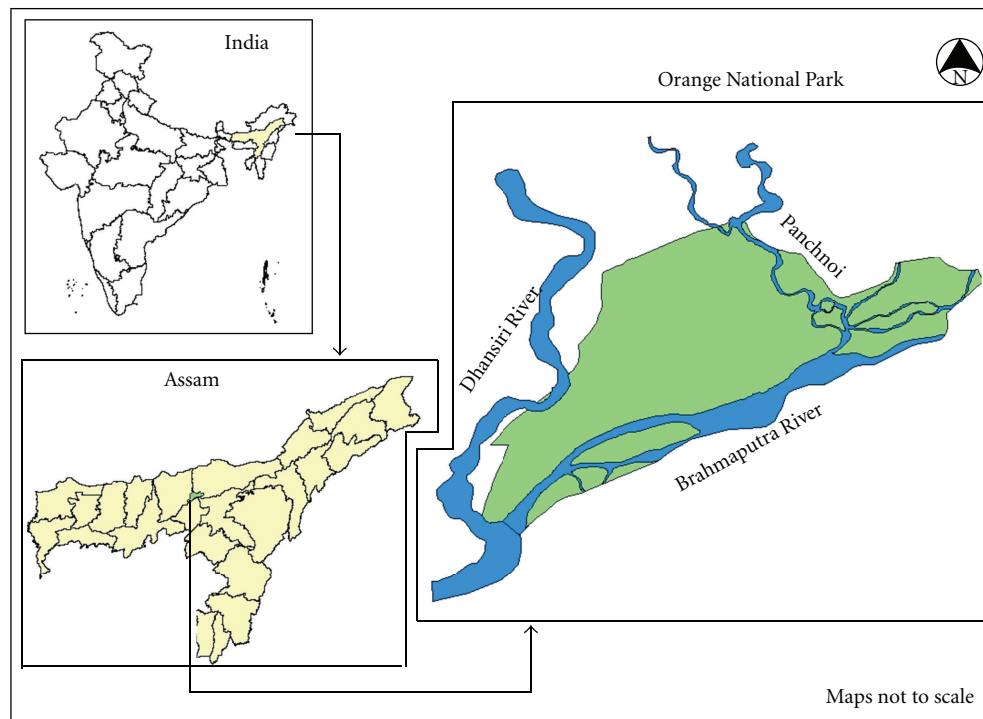 India
N
Orange National Park
Panchnoi
Dhansiri River
Assam
Brahmaputra River
Maps not to scale